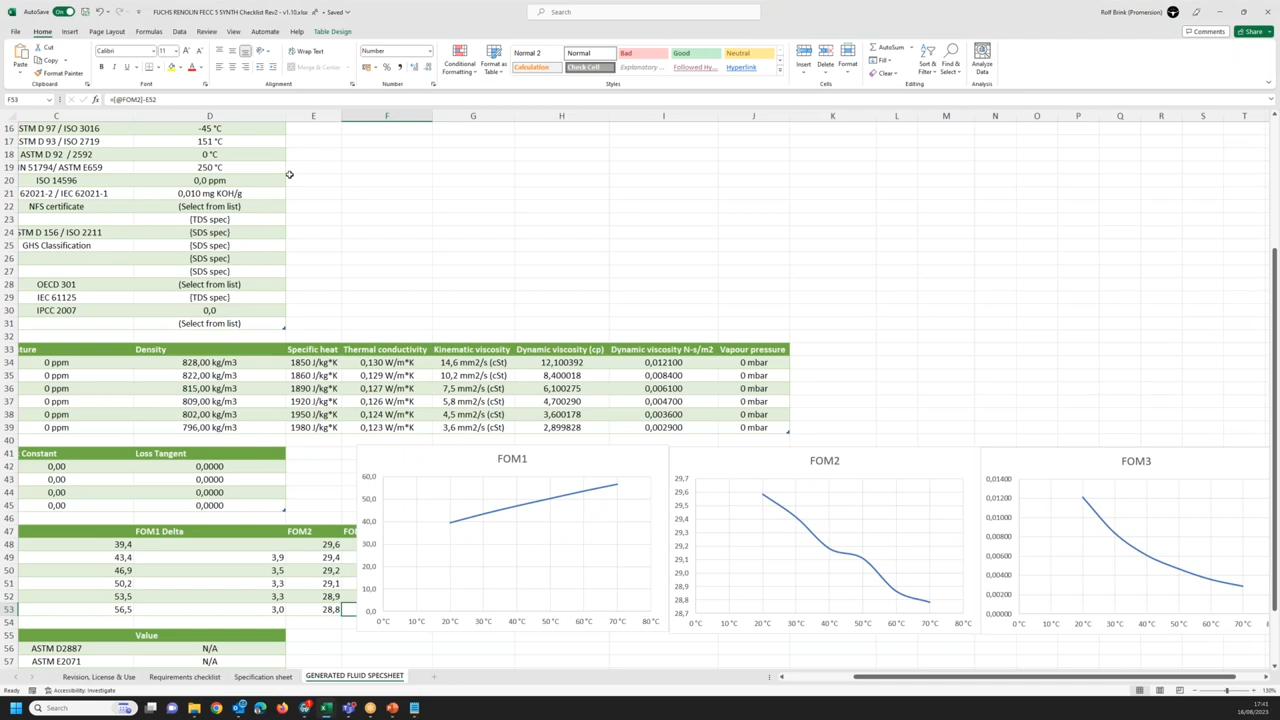 AutoSave On FUCHS RENOLIN FECC 5 SYNTH Checklist Rev2 - v1.10.xlsx • Saved Search Rolf Brink (Promersion)
File Home Insert Page Layout Formulas Data Review View Automate Help Table Design Comments Share
Paste Cut Copy Format Painter Calibri 11 Wrap Text Merge & Center Number Conditional Formatting Format as Table Normal 2 Normal Bad Good Neutral Calculation Check Cell Explanatory ... Followed Hy... Hyperlink Insert Delete Format AutoSum Fill Clear Sort & Filter Find & Select Analyze Data
Clipboard Font Alignment Number Styles Cells Editing Analysis
F53 fx =[@FOM2]-E52
C D E F G H I J K L M N O P Q R S T
16 STM D 97 / ISO 3016 -45 °C
17 STM D 93 / ISO 2719 151 °C
18 ASTM D 92 / 2592 0 °C
19 IN 51794/ ASTM E659 250 °C
20 ISO 14596 0,0 ppm
21 62021-2 / IEC 62021-1 0,010 mg KOH/g
22 NFS certificate (Select from list)
23 {TDS spec}
24 STM D 156 / ISO 2211 {SDS spec}
25 GHS Classification {SDS spec}
26 {SDS spec}
27 {SDS spec}
28 OECD 301 (Select from list)
29 IEC 61125 {TDS spec}
30 IPCC 2007 0,0
31 (Select from list)
32
33 ture Density Specific heat Thermal conductivity Kinematic viscosity Dynamic viscosity (cp) Dynamic viscosity N-s/m2 Vapour pressure
34 0 ppm 828,00 kg/m3 1850 J/kg*K 0,130 W/m*K 14,6 mm2/s (cSt) 12,100392 0,012100 0 mbar
35 0 ppm 822,00 kg/m3 1860 J/kg*K 0,129 W/m*K 10,2 mm2/s (cSt) 8,400018 0,008400 0 mbar
36 0 ppm 815,00 kg/m3 1890 J/kg*K 0,127 W/m*K 7,5 mm2/s (cSt) 6,100275 0,006100 0 mbar
37 0 ppm 809,00 kg/m3 1920 J/kg*K 0,126 W/m*K 5,8 mm2/s (cSt) 4,700290 0,004700 0 mbar
38 0 ppm 802,00 kg/m3 1950 J/kg*K 0,124 W/m*K 4,5 mm2/s (cSt) 3,600178 0,003600 0 mbar
39 0 ppm 796,00 kg/m3 1980 J/kg*K 0,123 W/m*K 3,6 mm2/s (cSt) 2,899828 0,002900 0 mbar
40
41 Constant Loss Tangent
42 0,00 0,0000
43 0,00 0,0000
44 0,00 0,0000
45 0,00 0,0000
46
47 FOM1 Delta FOM2 FO
48 39,4 29,6
49 43,4 3,9 29,4
50 46,9 3,5 29,2
51 50,2 3,3 29,1
52 53,5 3,3 28,9
53 56,5 3,0 28,8
54
55 Value
56 ASTM D2887 N/A
57 ASTM E2071 N/A
FOM1
60,0
50,0
40,0
30,0
20,0
10,0
0,0
0 °C 10 °C 20 °C 30 °C 40 °C 50 °C 60 °C 70 °C 80 °C
FOM2
29,7
29,6
29,5
29,4
29,3
29,2
29,1
29,0
28,9
28,8
28,7
0 °C 10 °C 20 °C 30 °C 40 °C 50 °C 60 °C 70 °C 80 °C
FOM3
0,01400
0,01200
0,01000
0,00800
0,00600
0,00400
0,00200
0,00000
0 °C 10 °C 20 °C 30 °C 40 °C 50 °C 60 °C 70 °C 8
Revision, License & Use Requirements checklist Specification sheet GENERATED FLUID SPECSHEET
Ready Accessibility: Investigate 130%
Search 17:41
16/08/2023